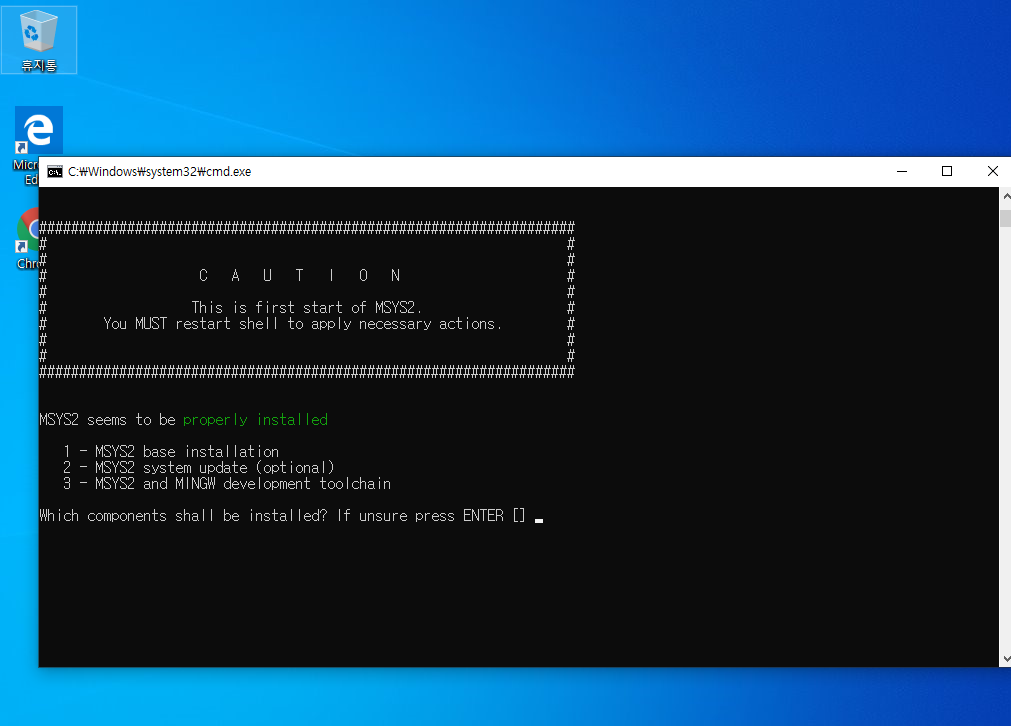 휴지통
Micr
Ed
Chr
C:₩Windows₩system32₩cmd.exe
###################################################################
# #
# #
# C A U T I O N #
# #
# This is first start of MSYS2. #
# You MUST restart shell to apply necessary actions. #
# #
# #
###################################################################
MSYS2 seems to be properly installed
1 - MSYS2 base installation
2 - MSYS2 system update (optional)
3 - MSYS2 and MINGW development toolchain
Which components shall be installed? If unsure press ENTER []